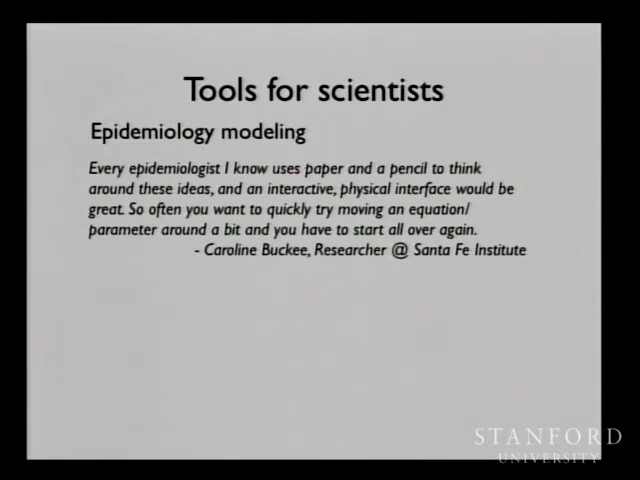 Tools for scientists
Epidemiology modeling
Every epidemiologist I know uses paper and a pencil to think
around these ideas, and an interactive, physical interface would be
great. So often you want to quickly try moving an equation/
parameter around a bit and you have to start all over again.
- Caroline Buckee, Researcher @ Santa Fe Institute
STANFORD
UNIVERSITY